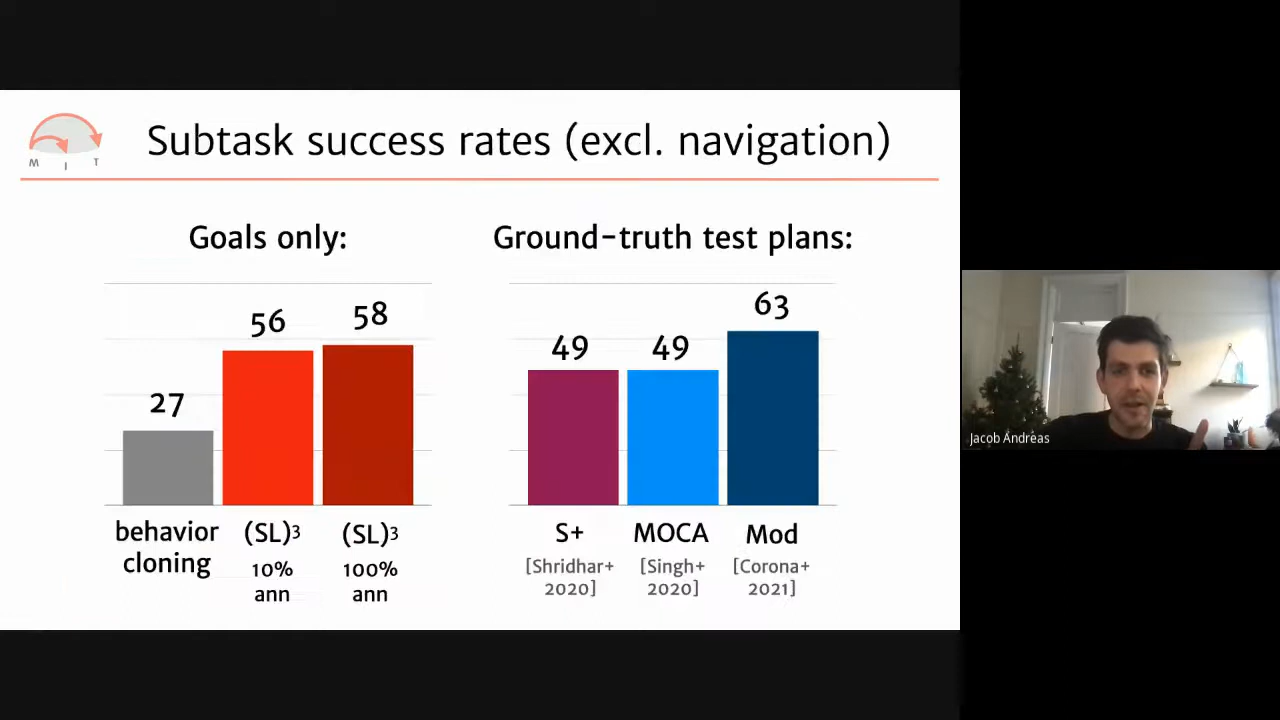 M I T
Subtask success rates (excl. navigation)
Goals only:
27
56
58
behavior
cloning
(SL)³
10%
ann
(SL)³
100%
ann
Ground-truth test plans:
49
49
63
S+
[Shridhar+
2020]
MOCA
[Singh+
2020]
Mod
[Corona+
2021]
Jacob Andreas